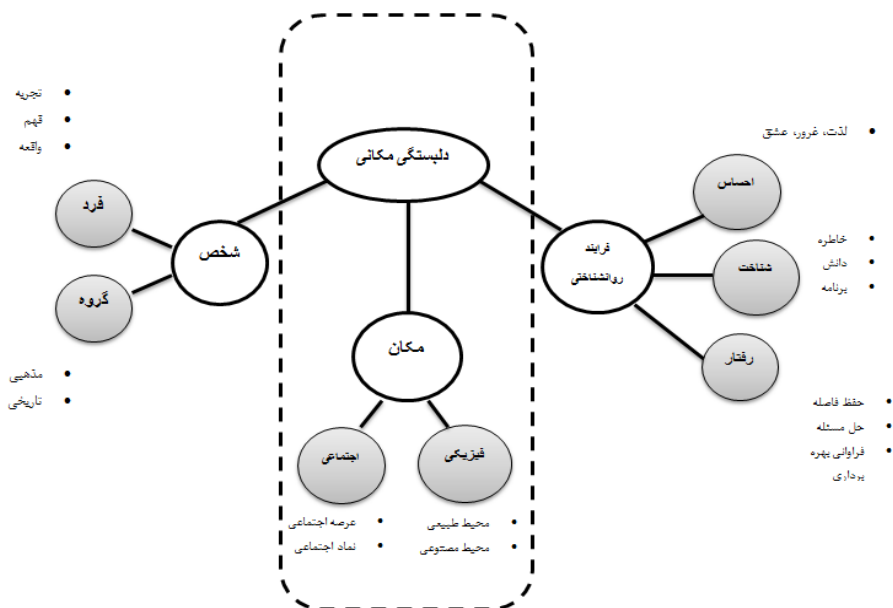 دلبستگی مکانی
شخص
فرد
• تجربه
• فهم
• واقعه
گروه
• مذهبی
• تاریخی
مکان
فیزیکی
• محیط طبیعی
• محیط مصنوعی
اجتماعی
• عرصه اجتماعی
• نماد اجتماعی
فرایند
روانشناختی
احساس
• لذت، غرور، عشق
شناخت
• خاطره
• دانش
• برنامه
رفتار
• حفظ فاصله
• حل مسئله
• فراوانی بهره
برداری